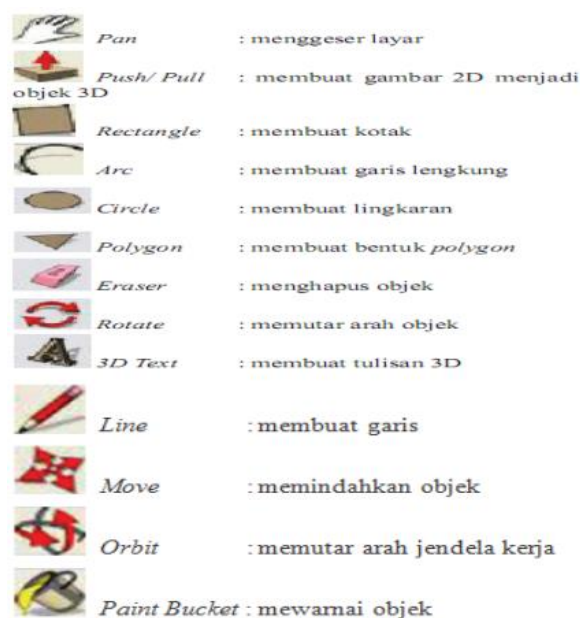 Pan : menggeser layar
Push/ Pull : membuat gambar 2D menjadi
objek 3D
Rectangle : membuat kotak
Arc : membuat garis lengkung
Circle : membuat lingkaran
Polygon : membuat bentuk polygon
Eraser : menghapus objek
Rotate : memutar arah objek
3D Text : membuat tulisan 3D
Line : membuat garis
Move : memindahkan objek
Orbit : memutar arah jendela kerja
Paint Bucket : mewarnai objek